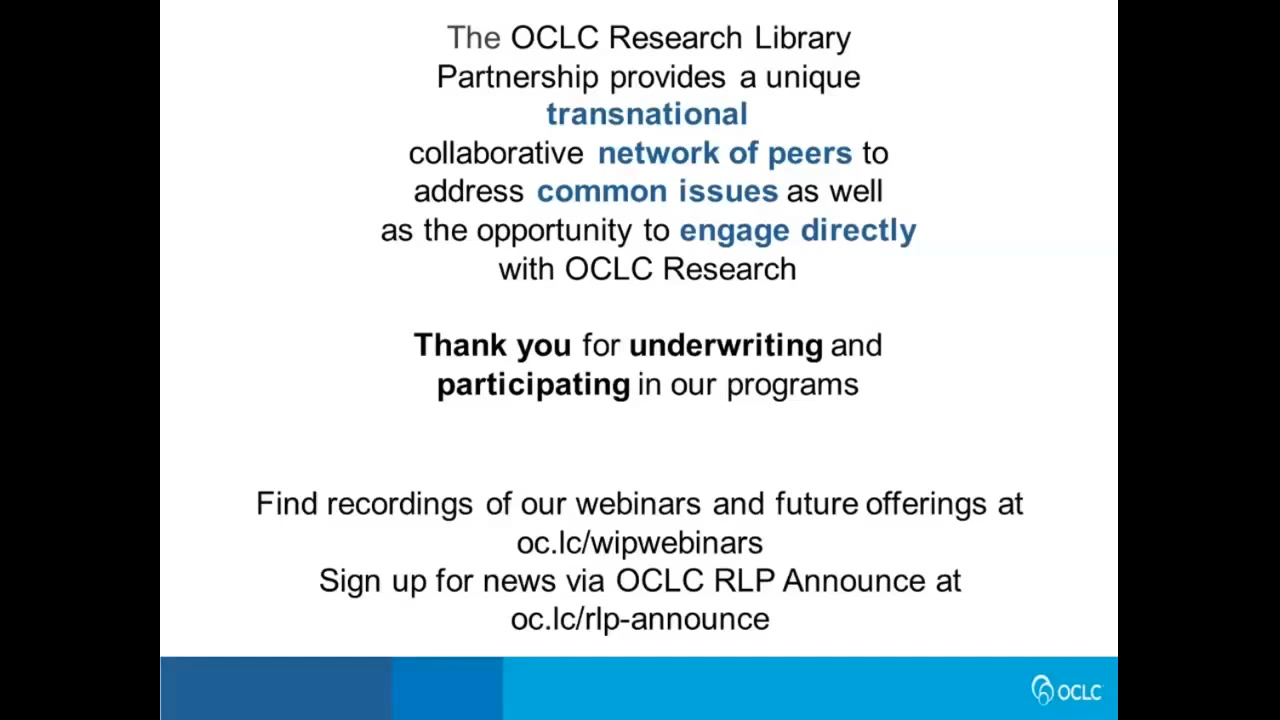 The OCLC Research Library
Partnership provides a unique
transnational
collaborative network of peers to
address common issues as well
as the opportunity to engage directly
with OCLC Research
Thank you for underwriting and
participating in our programs
Find recordings of our webinars and future offerings at
oc.lc/wipwebinars
Sign up for news via OCLC RLP Announce at
oc.lc/rlp-announce
OCLC